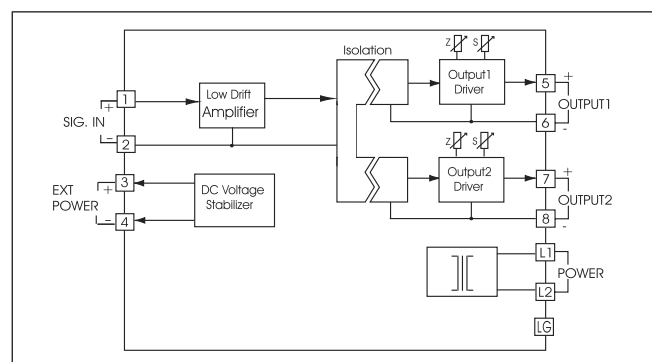 Isolation
Z S
1
+
SIG. IN
-
2
Low Drift
Amplifier
Output1
Driver
5
+
OUTPUT1
6
-
Z S
3
+
EXT
POWER
-
4
DC Voltage
Stabilizer
Output2
Driver
7
+
OUTPUT2
8
-
L1
POWER
L2
LG